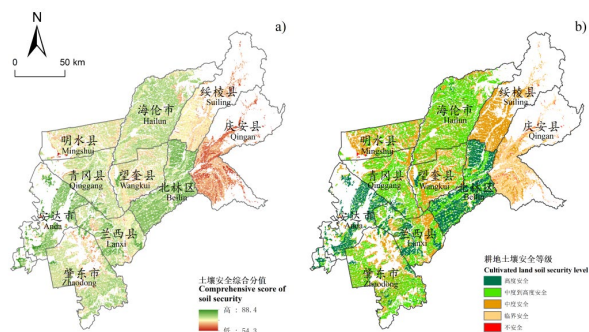 N
0
50 km
a)
海伦市
Hailun
绥棱县
Suiling
庆安县
Qingan
明水县
Mingshui
青冈县
Qinggang
望奎县
Wangkui
北林区
Beilin
安达市
Anda
兰西县
Lanxi
肇东市
Zhaodong
土壤安全综合分值
Comprehensive score of
soil security
高：88.4
低：54.3
b)
海伦市
Hailun
绥棱县
Suiling
庆安县
Qingan
明水县
Mingshui
青冈县
Qinggang
望奎县
Wangkui
北林区
Beilin
安达市
Anda
兰西县
Lanxi
肇东市
Zhaodong
耕地土壤安全等级
Cultivated land soil security level
高度安全
中度到高度安全
中度安全
临界安全
不安全